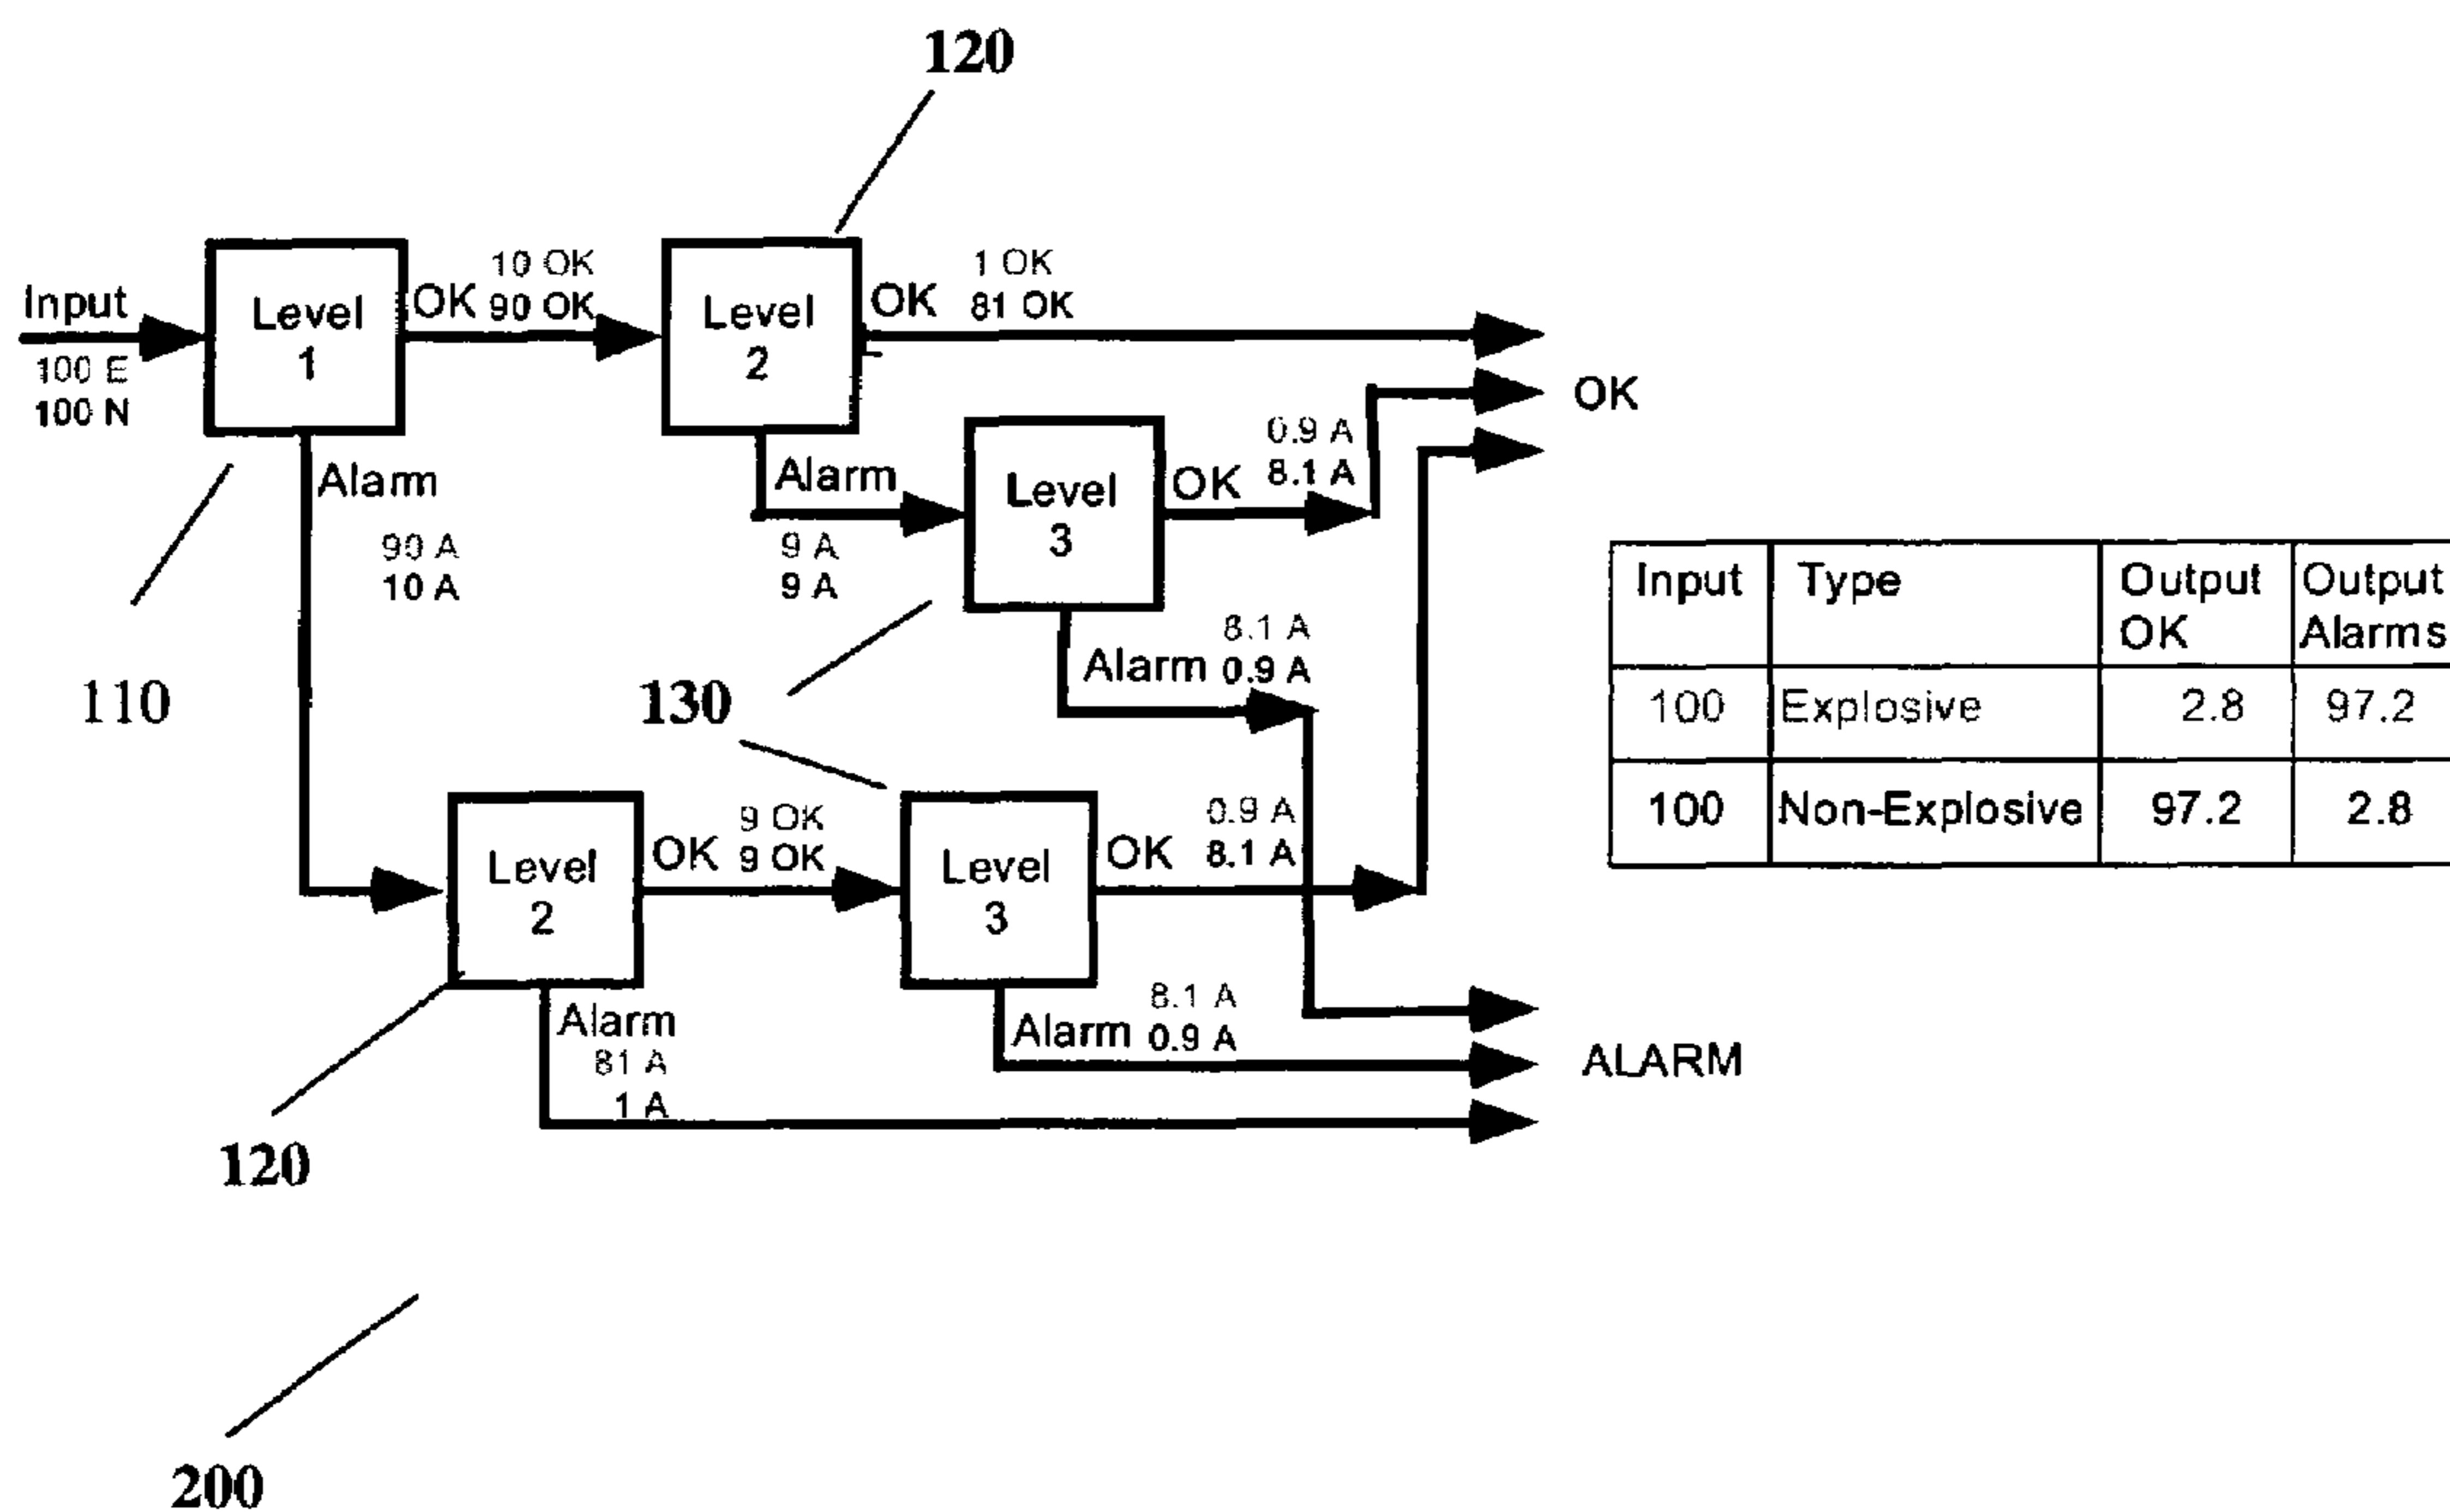 120
Input
100 E
100 N
Level
1
OK
10 OK
90 OK
Level
2
OK
1 OK
81 OK
OK
Alarm
90 A
10 A
Alarm
9 A
9 A
Level
3
OK
0.9 A
8.1 A
Alarm
8.1 A
0.9 A
110
130
Level
2
OK
9 OK
9 OK
Level
3
OK
0.9 A
8.1 A
Alarm
81 A
1 A
Alarm
8.1 A
0.9 A
ALARM
120
200
Input Type Output OK Output Alarms
100 Explosive 2.8 97.2
100 Non-Explosive 97.2 2.8